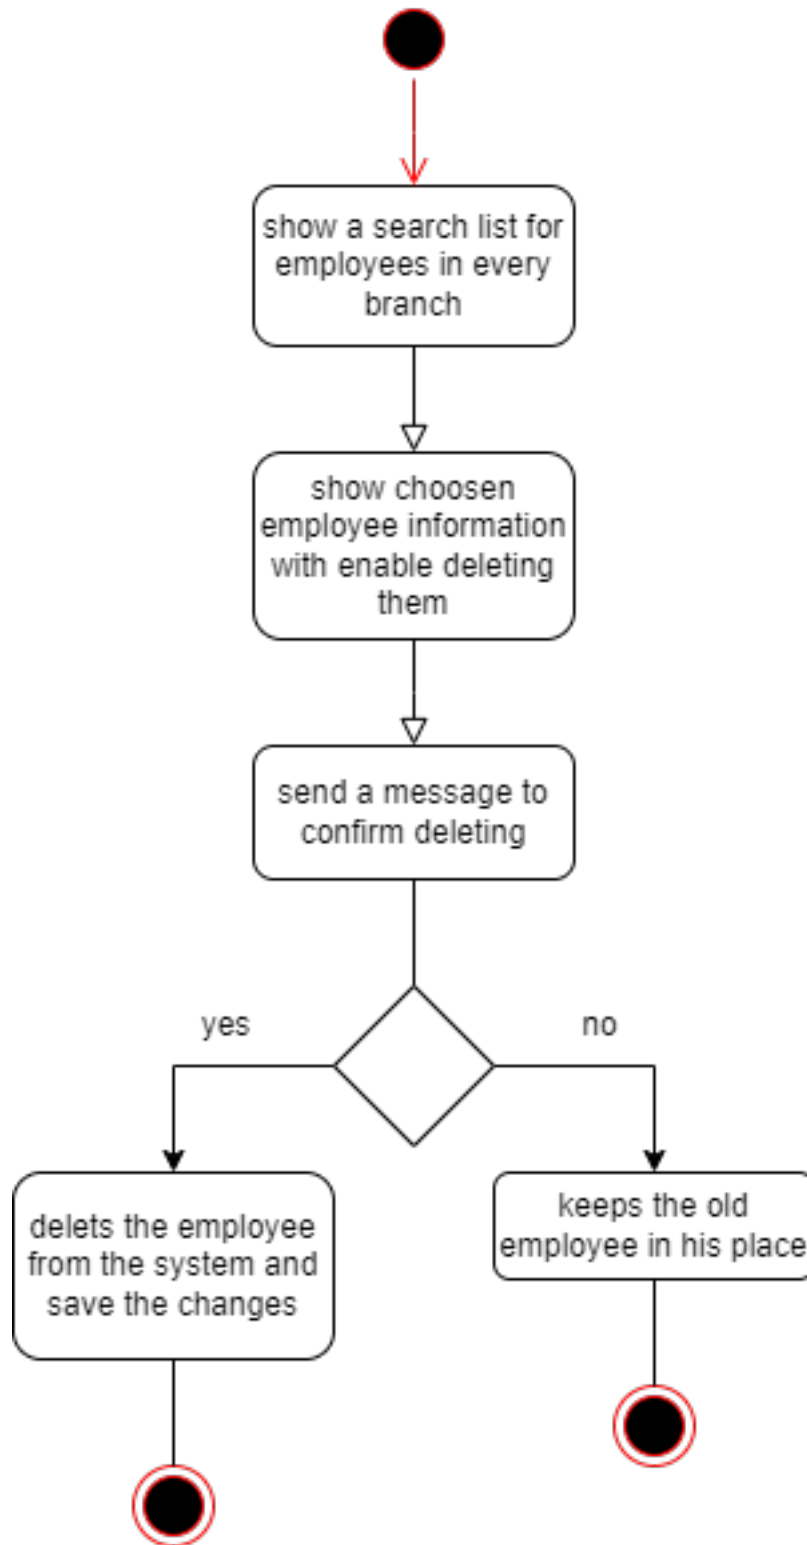 show a search list for
employees in every
branch
show choosen
employee information
with enable deleting
them
send a message to
confirm deleting
yes
no
delets the employee
from the system and
save the changes
keeps the old
employee in his place